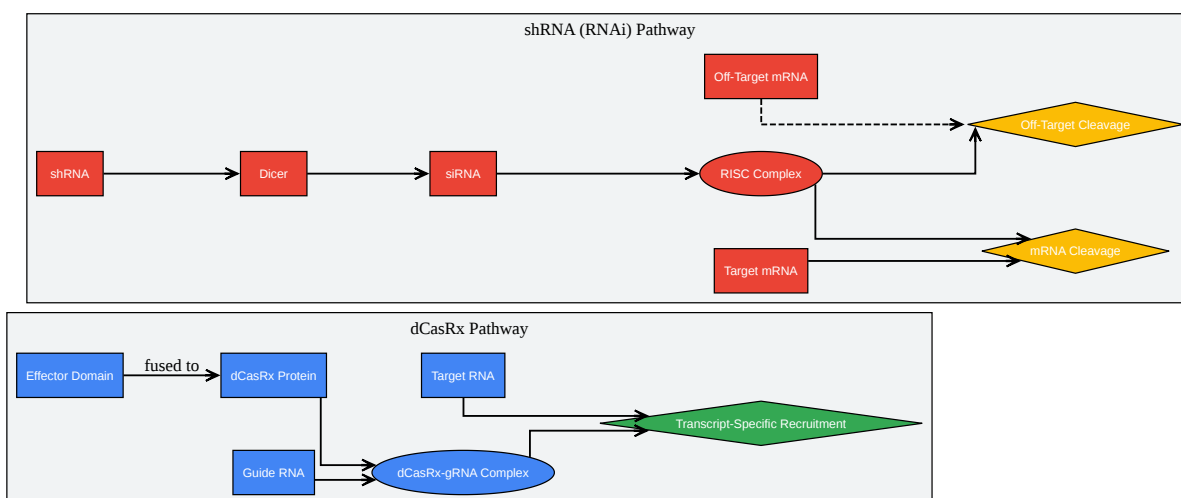 shRNA (RNAi) Pathway
Off-Target mRNA
Off-Target Cleavage
shRNA
Dicer
siRNA
RISC Complex
mRNA Cleavage
Target mRNA
dCasRx Pathway
Effector Domain
fused to
dCasRx Protein
Target RNA
Transcript-Specific Recruitment
Guide RNA
dCasRx-gRNA Complex